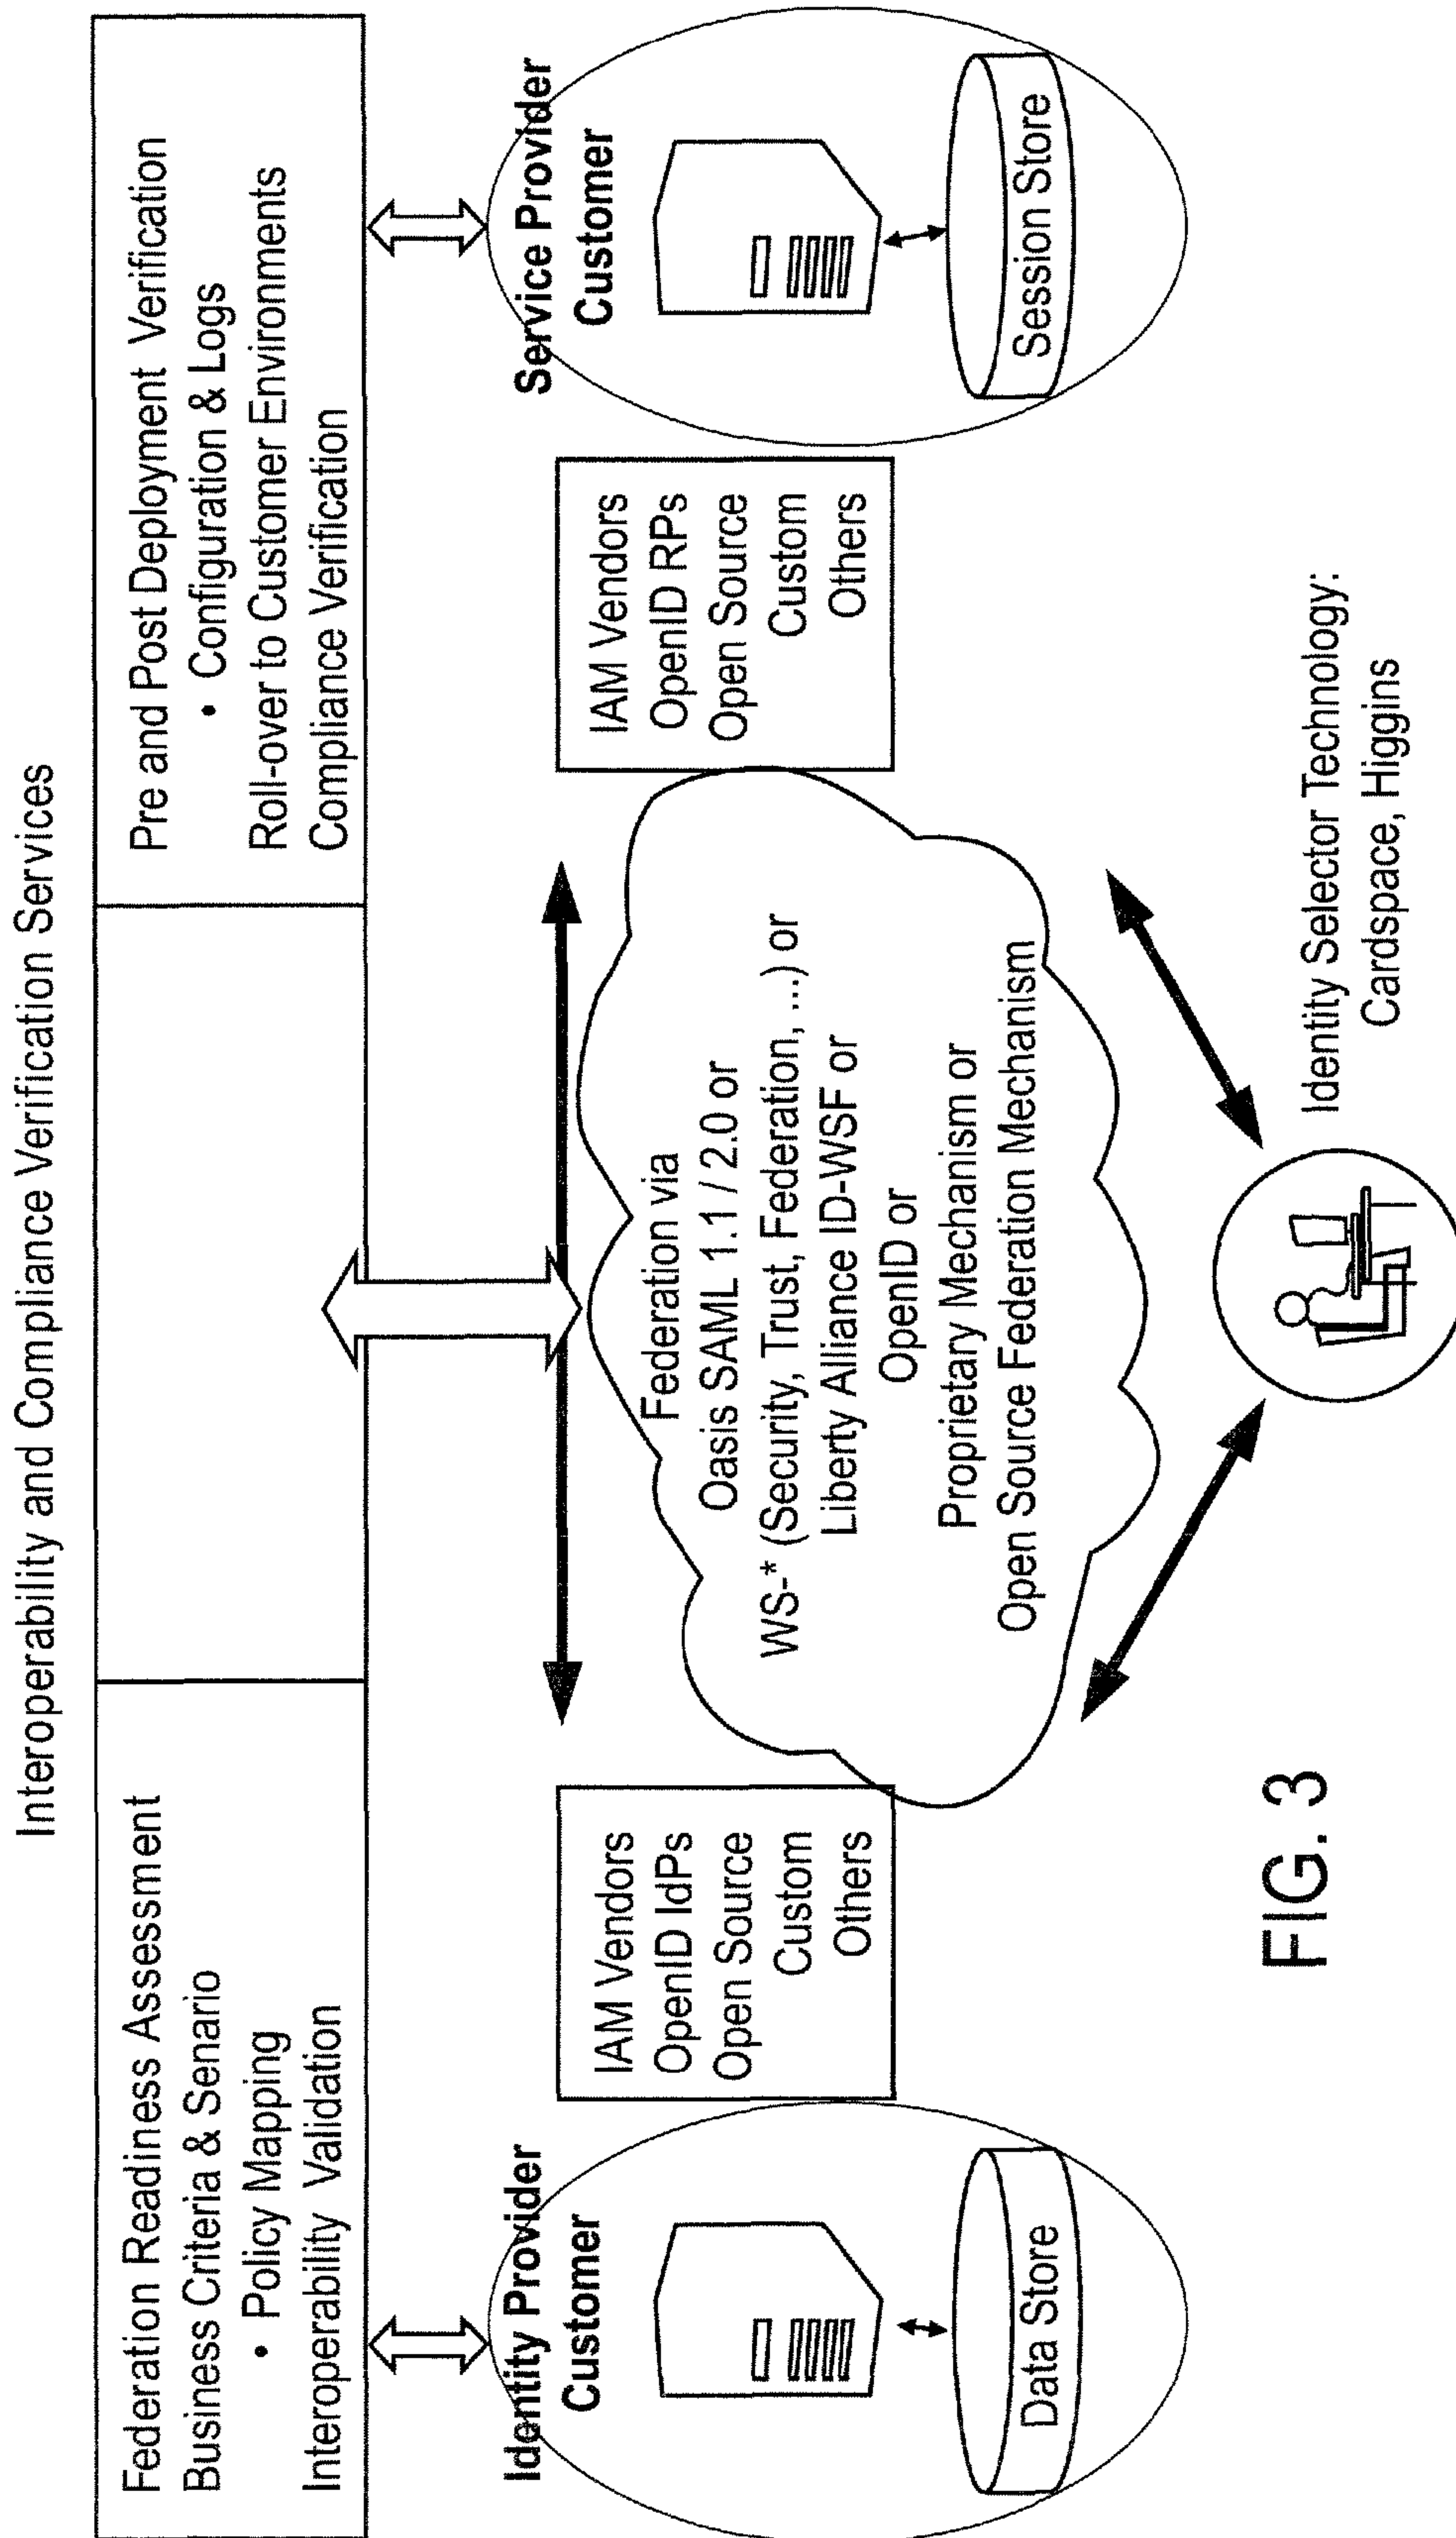 Interoperability and Compliance Verification Services
Federation Readiness Assessment
Business Criteria & Senario
• Policy Mapping
Interoperability Validation
Pre and Post Deployment Verification
• Configuration & Logs
Roll-over to Customer Environments
Compliance Verification
Identity Provider
Customer
Data Store
IAM Vendors
OpenID IdPs
Open Source
Custom
Others
Federation via
Oasis SAML 1.1 / 2.0 or
WS-* (Security, Trust, Federation, ...) or
Liberty Alliance ID-WSF or
OpenID or
Proprietary Mechanism or
Open Source Federation Mechanism
IAM Vendors
OpenID RPs
Open Source
Custom
Others
Service Provider
Customer
Session Store
Identity Selector Technology:
Cardspace, Higgins
FIG. 3